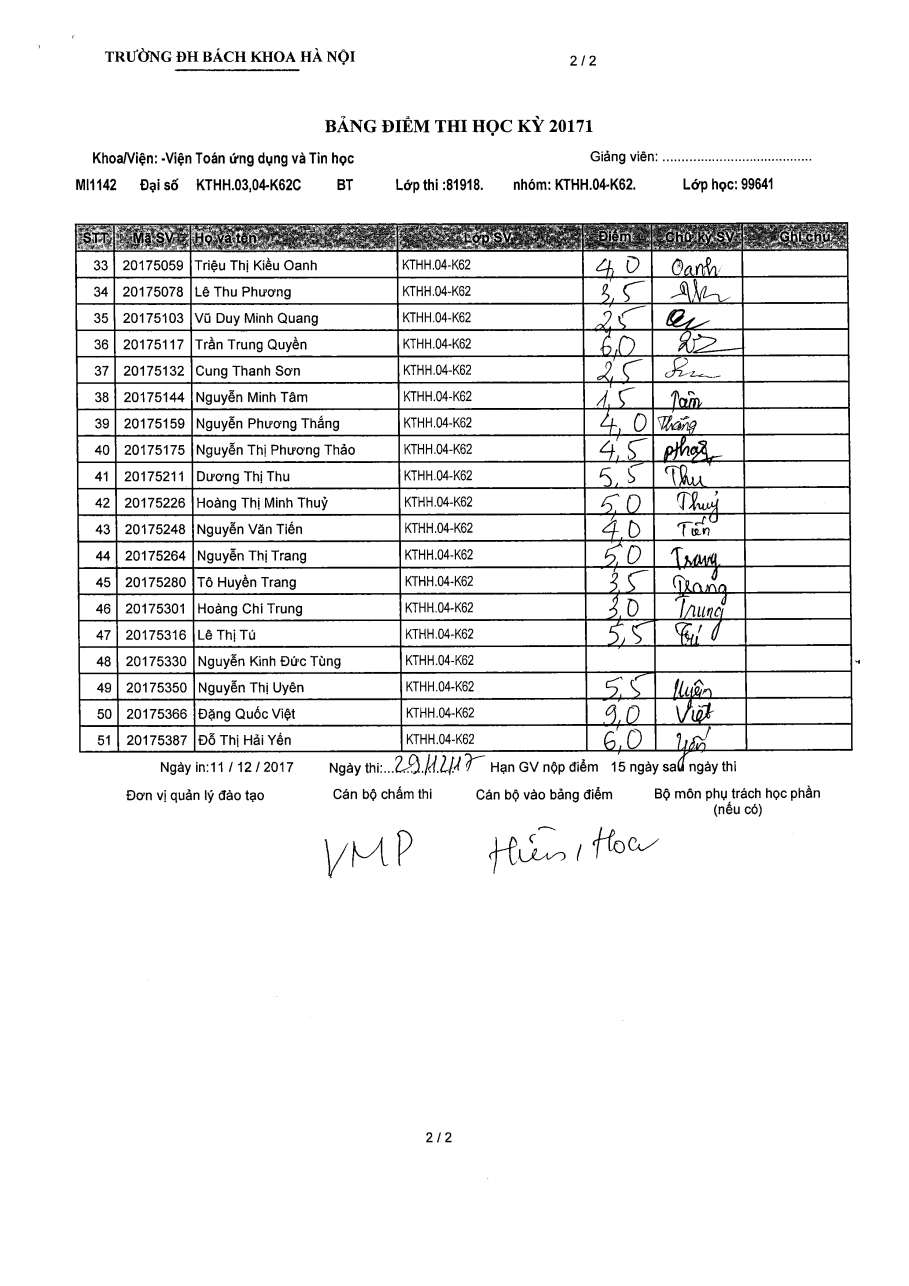 TRƯỜNG ĐH BÁCH KHOA HÀ NỘI 2 / 2
BẢNG ĐIỂM THI HỌC KỲ 20171
Khoa/Viện: -Viện Toán ứng dụng và Tin học Giảng viên: .........................................
MI1142 Đại số KTHH.03,04-K62C BT Lớp thi :81918. nhóm: KTHH.04-K62. Lớp học: 99641
STT Mã SV Họ và tên Lớp SV Điểm Chữ ký SV Ghi chú
33 20175059 Triệu Thị Kiều Oanh KTHH.04-K62 4,0 Oanh
34 20175078 Lê Thu Phương KTHH.04-K62 3,5
35 20175103 Vũ Duy Minh Quang KTHH.04-K62 2,5
36 20175117 Trần Trung Quyền KTHH.04-K62 6,0
37 20175132 Cung Thanh Sơn KTHH.04-K62 2,5
38 20175144 Nguyễn Minh Tâm KTHH.04-K62 1,5 Tâm
39 20175159 Nguyễn Phương Thắng KTHH.04-K62 4,0 Thắng
40 20175175 Nguyễn Thị Phương Thảo KTHH.04-K62 4,5
41 20175211 Dương Thị Thu KTHH.04-K62 5,5 Thu
42 20175226 Hoàng Thị Minh Thuỷ KTHH.04-K62 5,0 Thuỷ
43 20175248 Nguyễn Văn Tiến KTHH.04-K62 4,0 Tiến
44 20175264 Nguyễn Thị Trang KTHH.04-K62 5,0 Trang
45 20175280 Tô Huyền Trang KTHH.04-K62 3,5 Trang
46 20175301 Hoàng Chí Trung KTHH.04-K62 3,0 Trung
47 20175316 Lê Thị Tú KTHH.04-K62 5,5 Tú
48 20175330 Nguyễn Kinh Đức Tùng KTHH.04-K62
49 20175350 Nguyễn Thị Uyên KTHH.04-K62 5,5 Uyên
50 20175366 Đặng Quốc Việt KTHH.04-K62 9,0 Việt
51 20175387 Đỗ Thị Hải Yến KTHH.04-K62 6,0 Yến
Ngày in:11 / 12 / 2017 Ngày thi:...29/12/17 Hạn GV nộp điểm 15 ngày sau ngày thi
Đơn vị quản lý đào tạo Cán bộ chấm thi Cán bộ vào bảng điểm Bộ môn phụ trách học phần
(nếu có)
VMP Hiền, Hoa
2 / 2